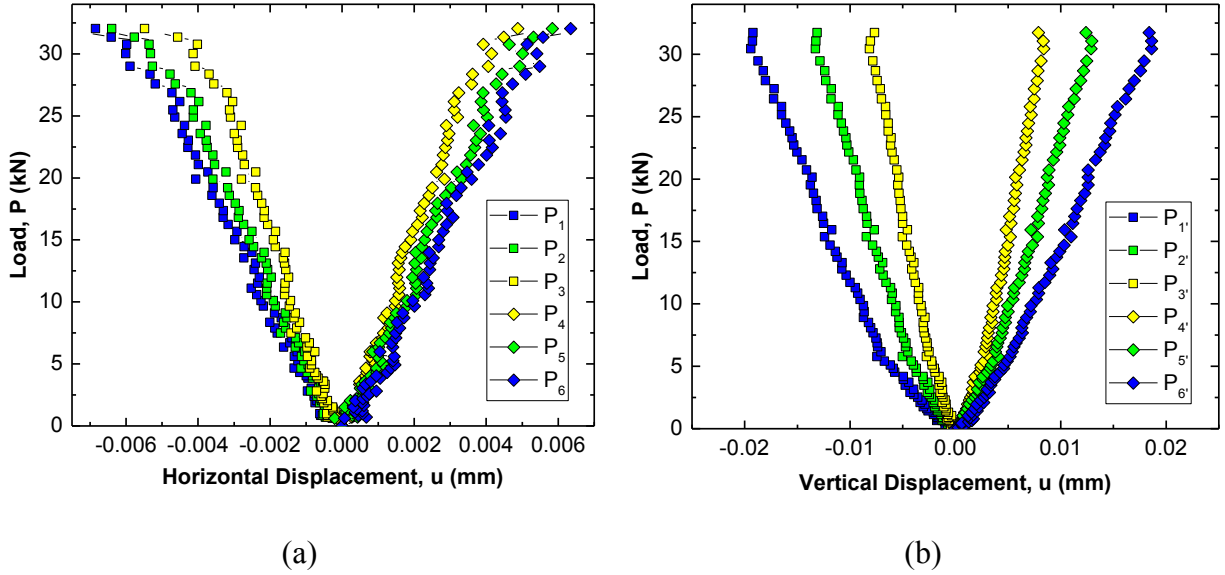 30
25
20
15
10
5
0
Load, P (kN)
P1
P2
P3
P4
P5
P6
-0.006 -0.004 -0.002 0.000 0.002 0.004 0.006
Horizontal Displacement, u (mm)
(a)
30
25
20
15
10
5
0
Load, P (kN)
P1'
P2'
P3'
P4'
P5'
P6'
-0.02 -0.01 0.00 0.01 0.02
Vertical Displacement, u (mm)
(b)